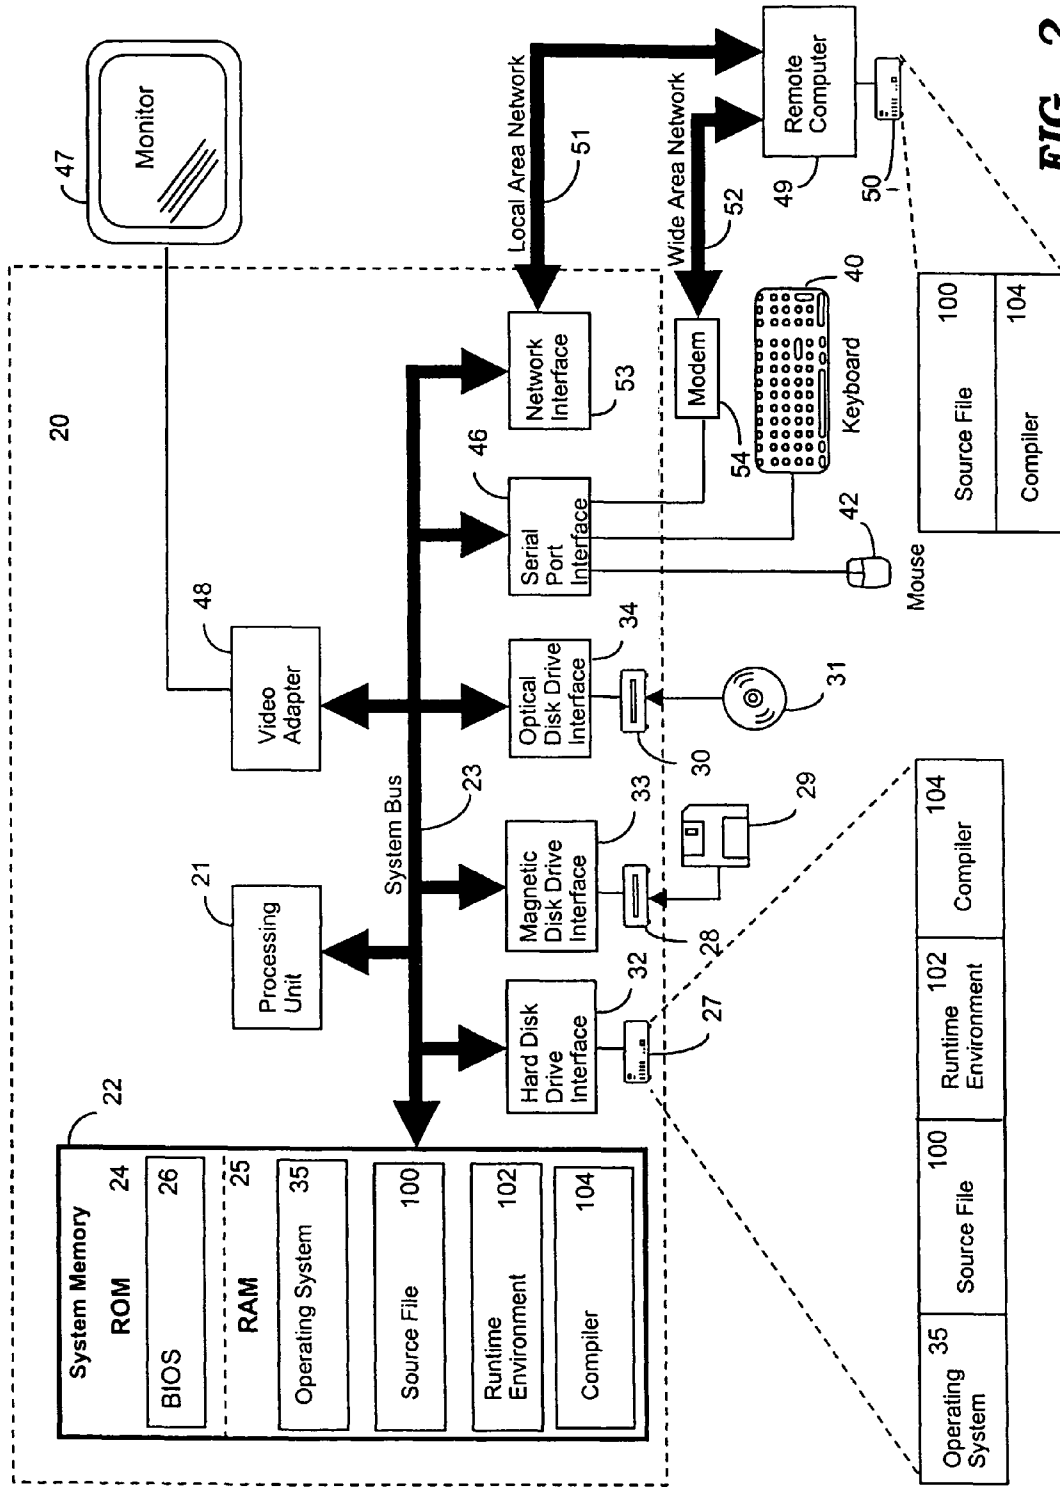 System Memory
22
ROM
24
BIOS
26
RAM
25
Operating System
35
Source File
100
Runtime
Environment
102
Compiler
104
Processing
Unit
21
Video
Adapter
48
20
Monitor
47
System Bus
23
Hard Disk
Drive
Interface
32
Magnetic
Disk Drive
Interface
33
Optical
Disk Drive
Interface
34
Serial
Port
Interface
46
Network
Interface
53
Local Area Network
51
27
28
30
Modem
54
Wide Area Network
52
29
31
Mouse
42
Keyboard
40
Remote
Computer
49
50
Operating
System
35
Source File
100
Runtime
Environment
102
Compiler
104
Source File
100
Compiler
104
FIG. 2